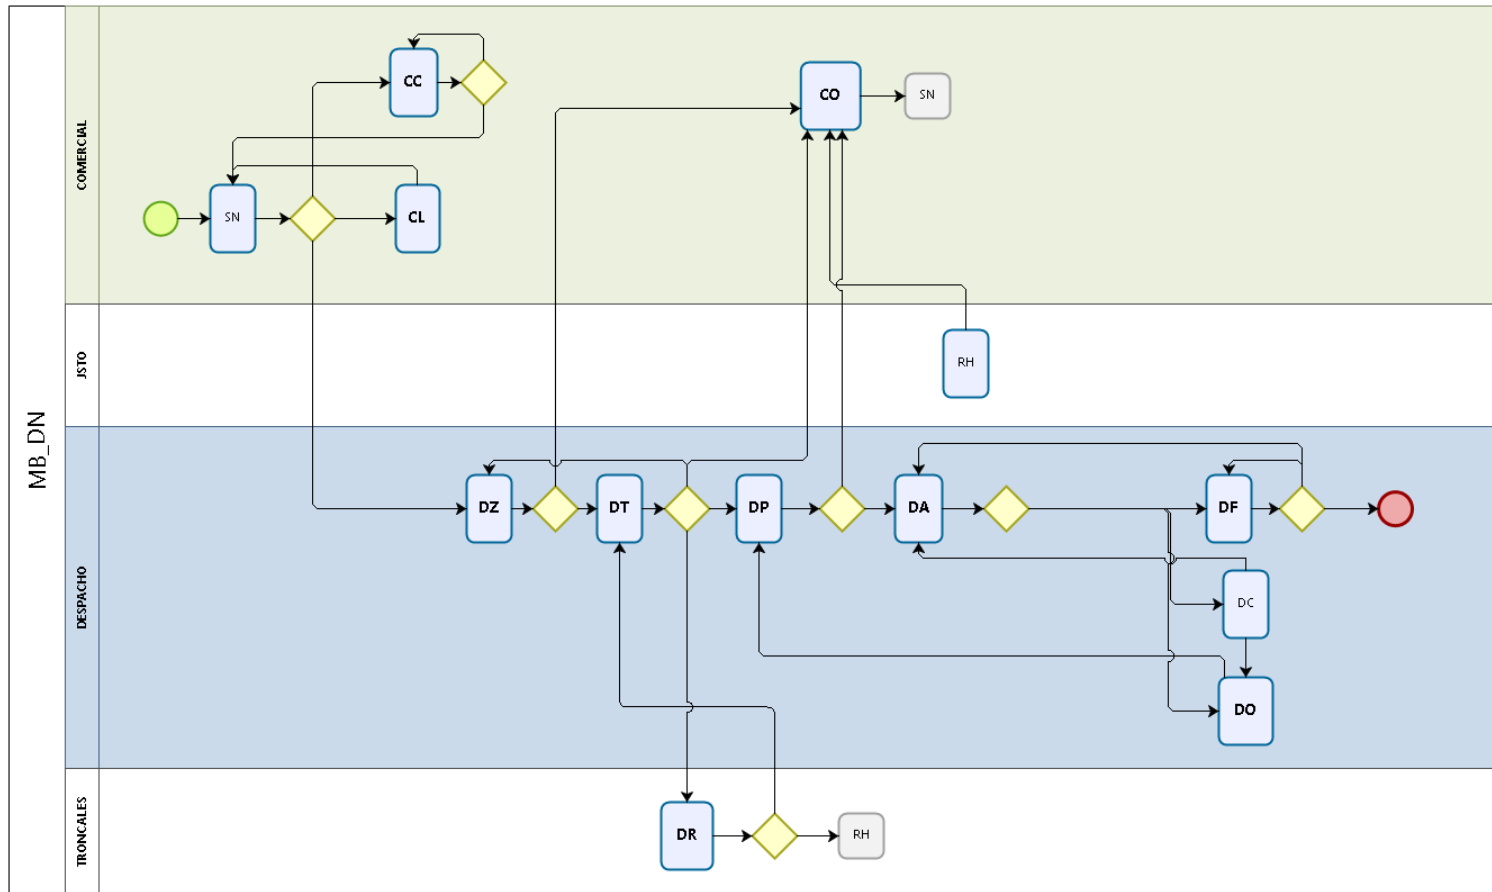 MB_DN
COMERCIAL
CC
CO
SN
SN
CL
JSTO
RH
DESPACHO
DZ
DT
DP
DA
DF
DC
DO
TRONCALES
DR
RH